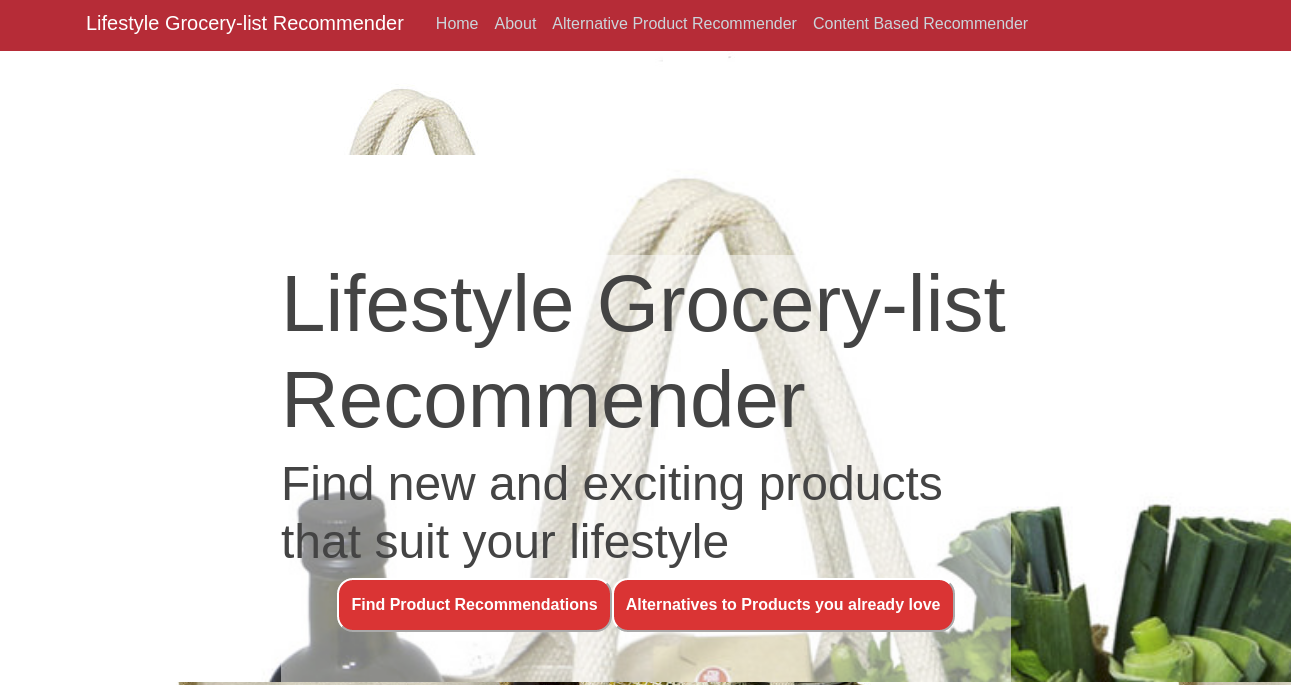 Lifestyle Grocery-list Recommender Home About Alternative Product Recommender Content Based Recommender
Lifestyle Grocery-list
Recommender
Find new and exciting products
that suit your lifestyle
Find Product Recommendations Alternatives to Products you already love